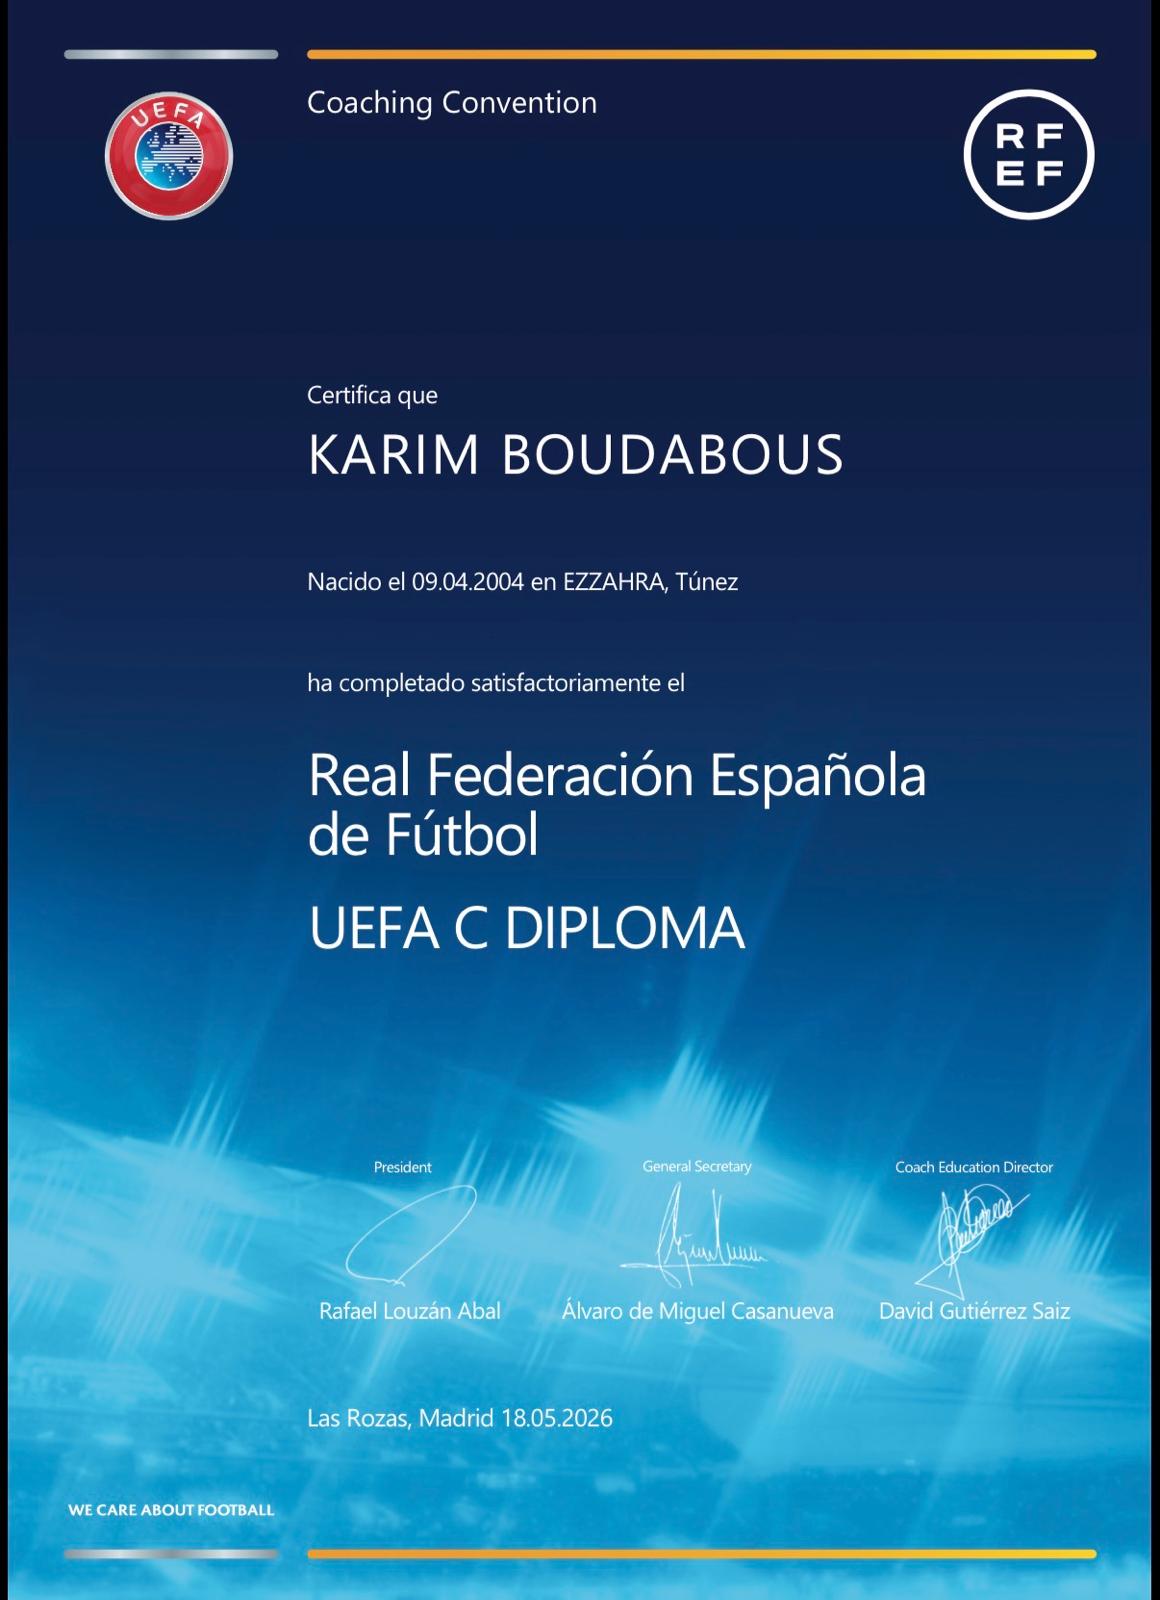 UEFA
Coaching Convention
RF
EF
Certifica que
KARIM BOUDABOUS
Nacido el 09.04.2004 en EZZAHRA, Túnez
ha completado satisfactoriamente el
Real Federación Española
de Fútbol
UEFA C DIPLOMA
President
General Secretary
Coach Education Director
Rafael Louzán Abal
Álvaro de Miguel Casanueva
David Gutiérrez Saiz
Las Rozas, Madrid 18.05.2026
WE CARE ABOUT FOOTBALL